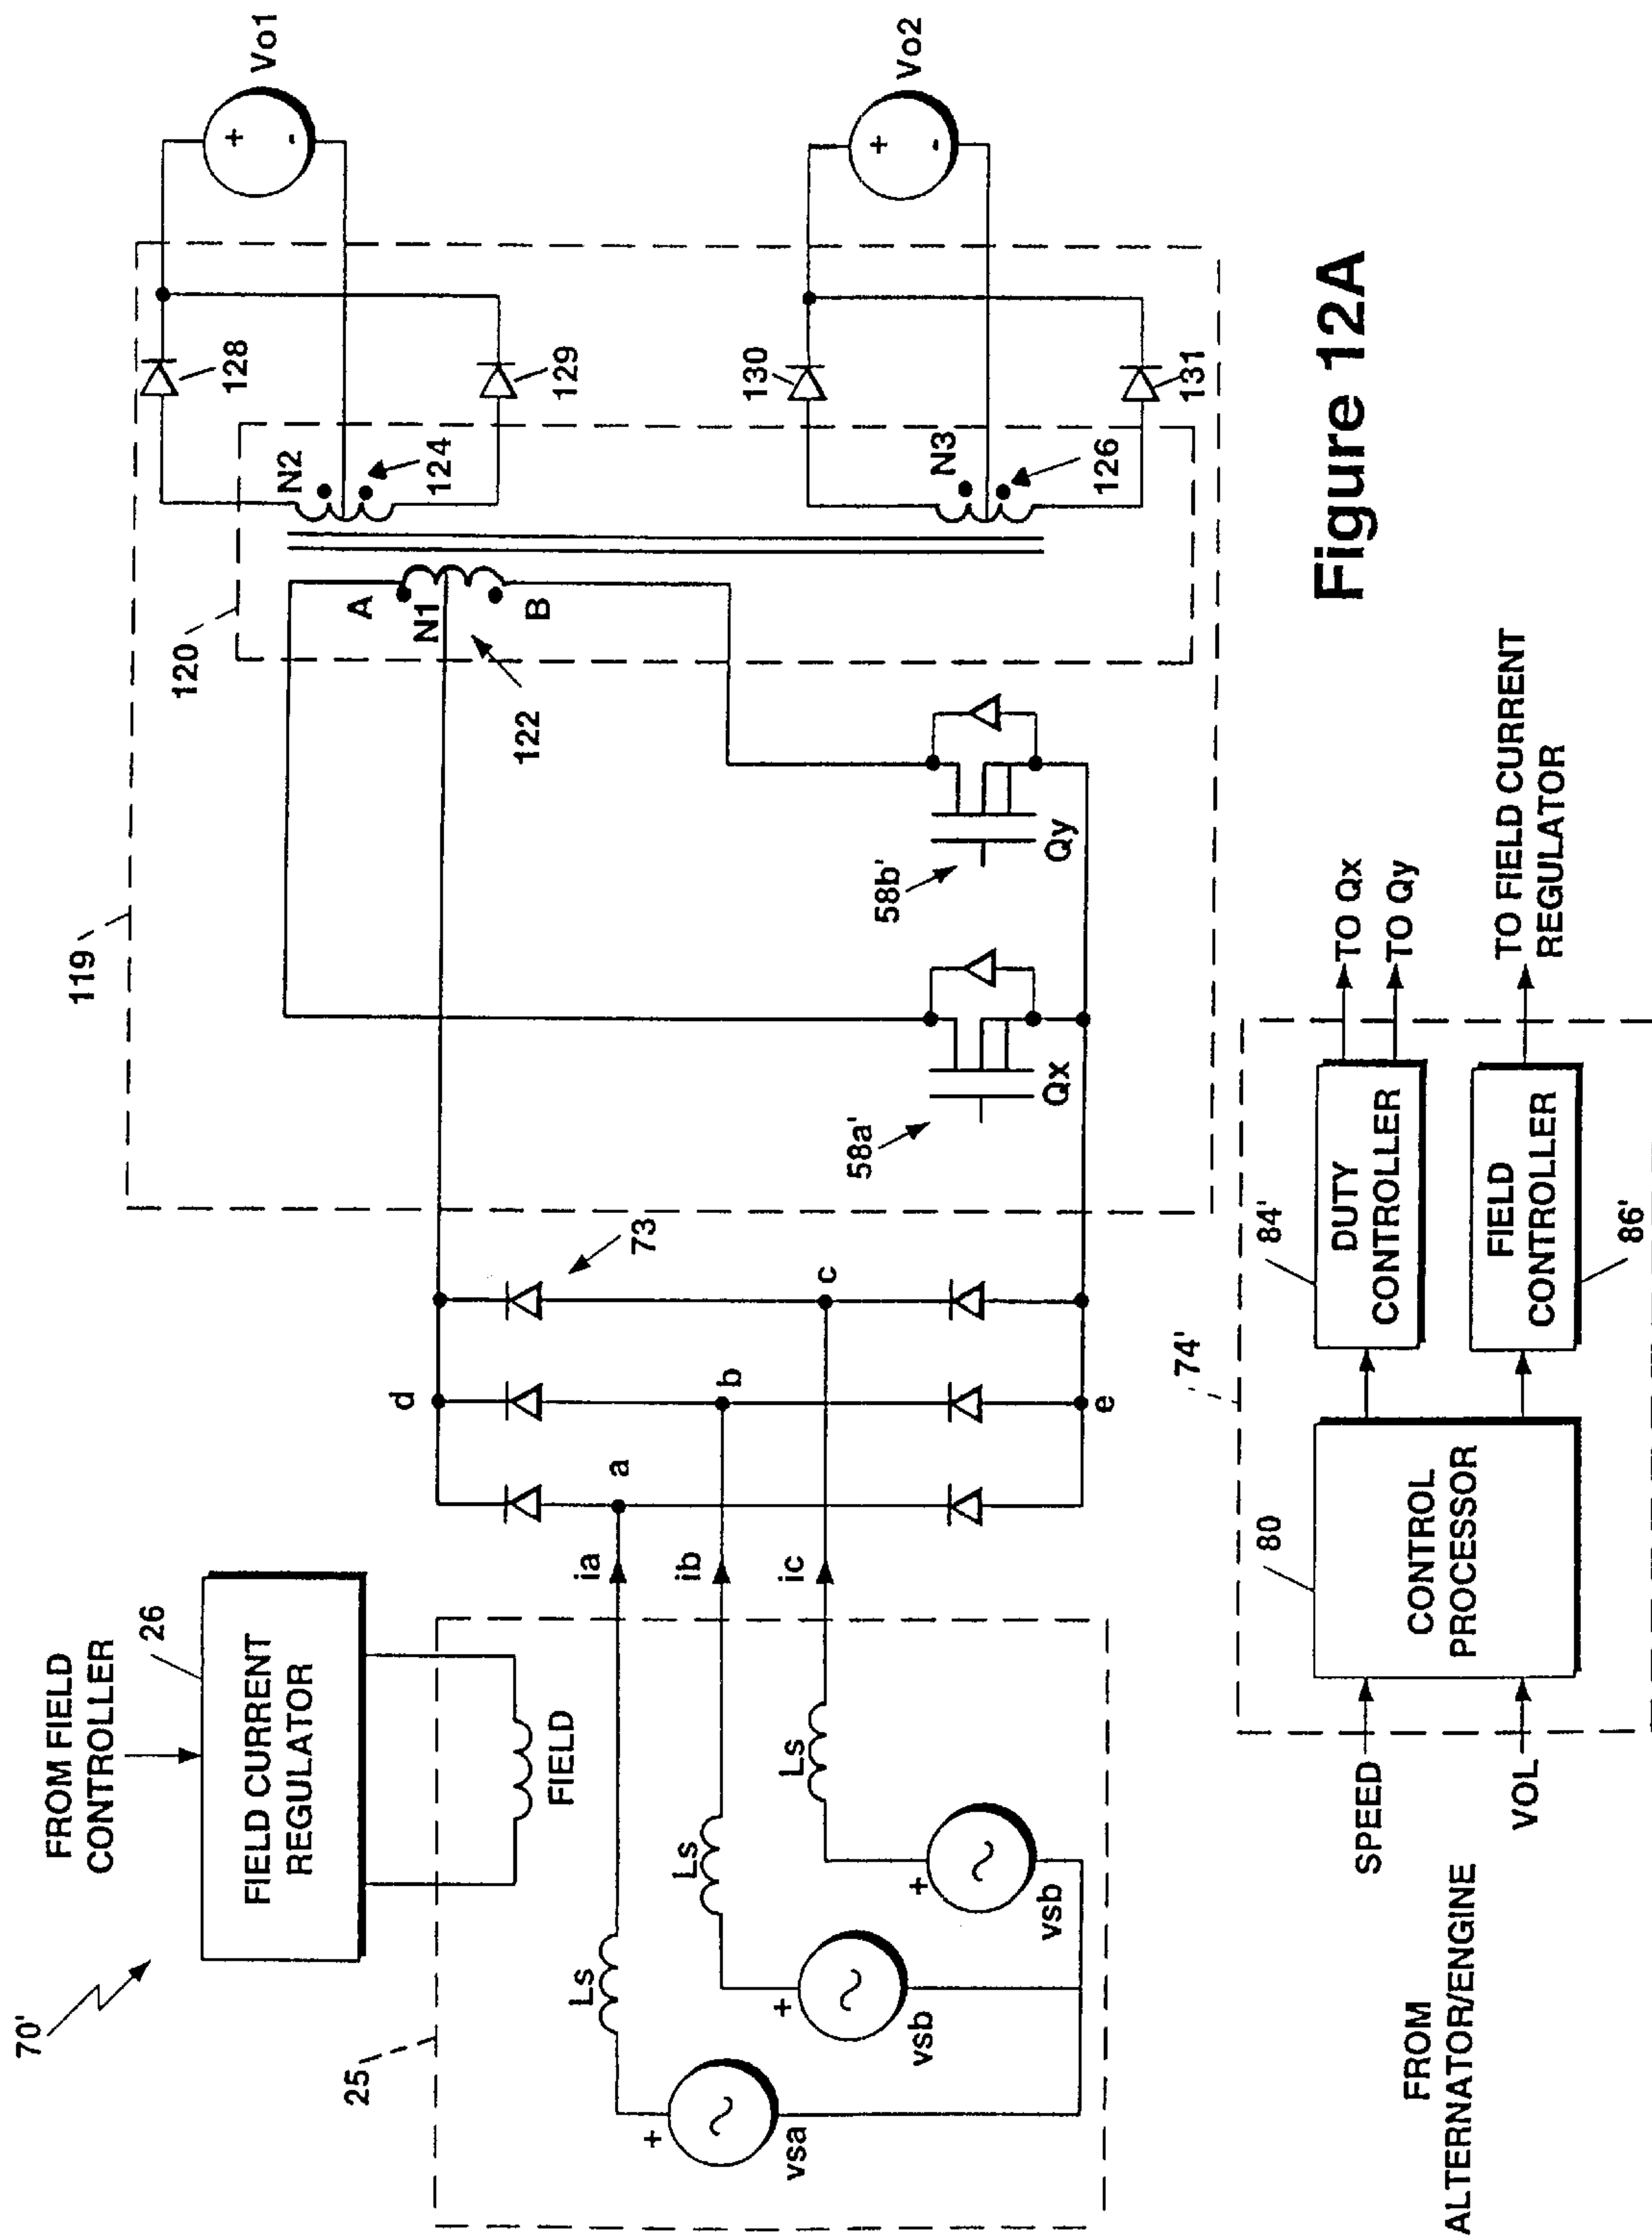 70'
FROM FIELD
CONTROLLER
26
FIELD CURRENT
REGULATOR
FIELD
25
Ls
Ls
Ls
+
+
+
vsa
vsb
vsb
ia
ib
ic
a
b
c
d
e
73
119
120
122
A
N1
B
N2
124
N3
126
128
129
130
131
+
-
Vo1
+
-
Vo2
58a'
Qx
58b'
Qy
74'
FROM
ALTERNATOR/ENGINE
SPEED
VOL
80
CONTROL
PROCESSOR
84'
DUTY
CONTROLLER
FIELD
CONTROLLER
86'
TO Qx
TO Qy
TO FIELD CURRENT
REGULATOR
Figure 12A